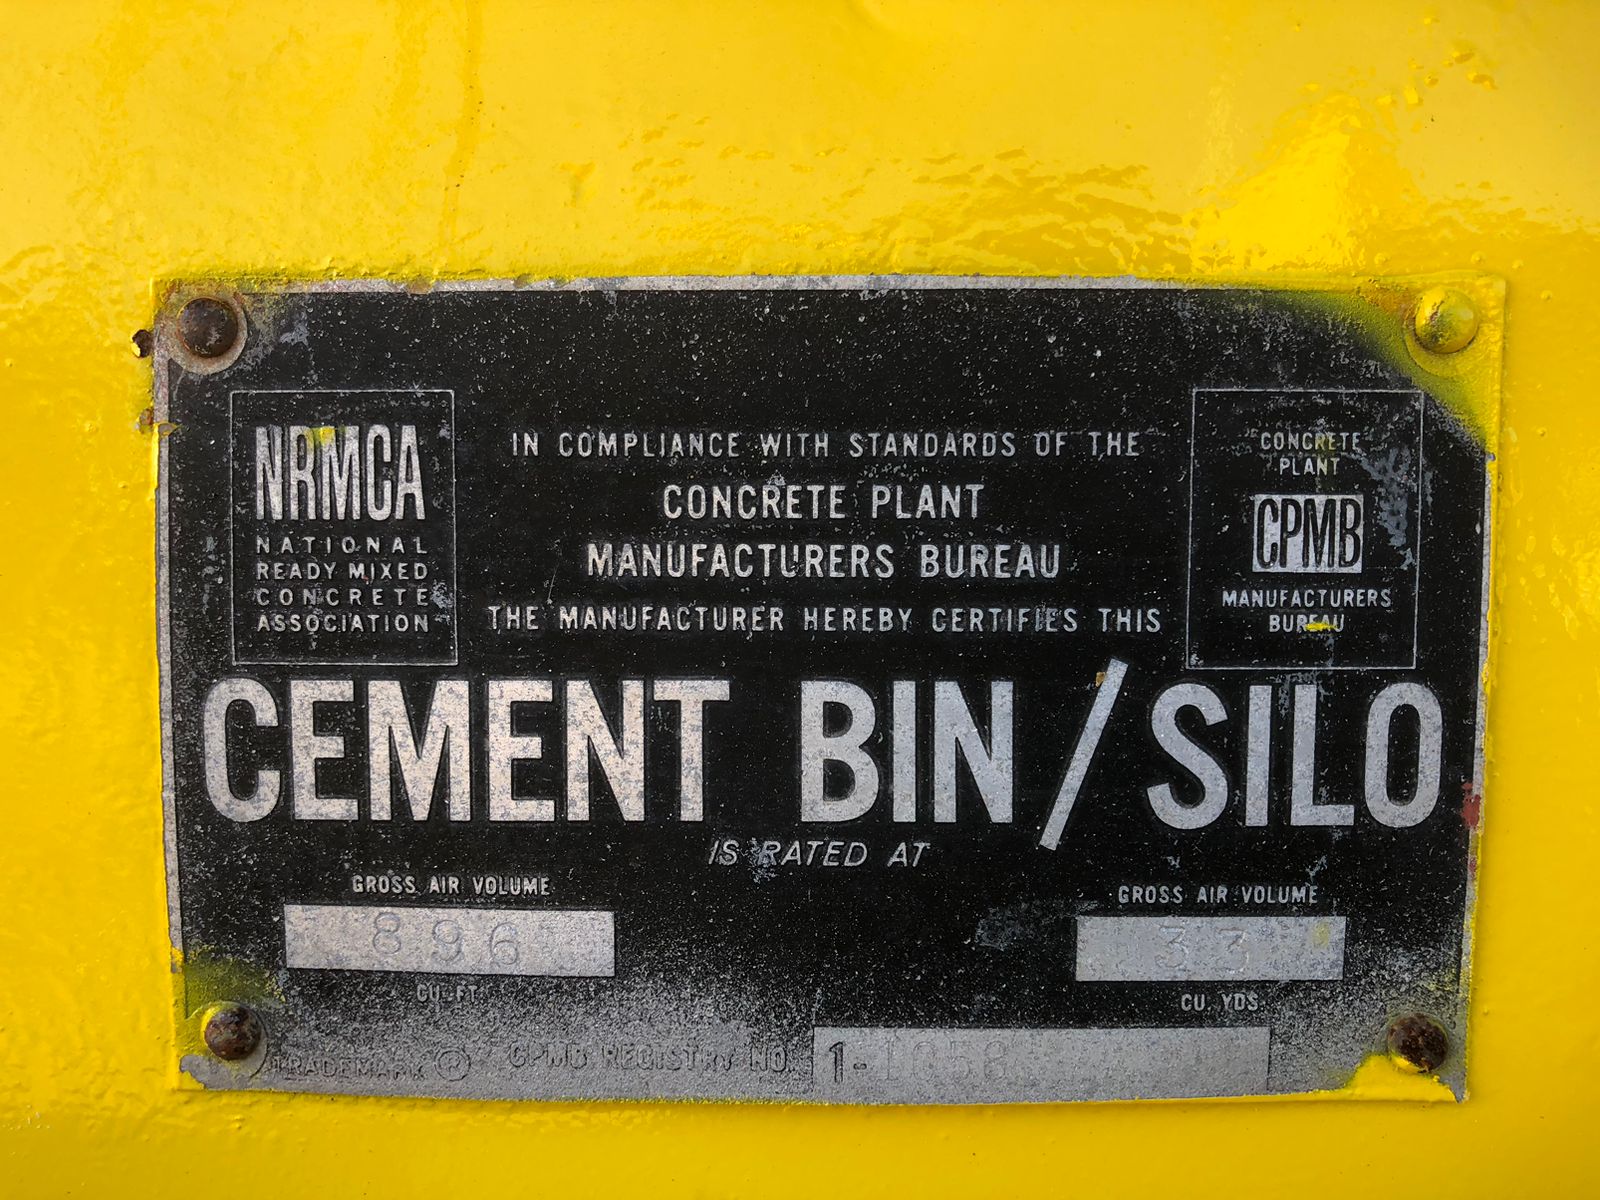 NRMCA
NATIONAL
READY MIXED
CONCRETE
ASSOCIATION
IN COMPLIANCE WITH STANDARDS OF THE
CONCRETE PLANT
MANUFACTURERS BUREAU
THE MANUFACTURER HEREBY CERTIFIES THIS
CONCRETE
PLANT
CPMB
MANUFACTURERS
BUREAU
CEMENT BIN/SILO
IS RATED AT
GROSS AIR VOLUME
896
CU. FT.
GROSS AIR VOLUME
33
CU. YDS.
TRADEMARK ®
CPMB REGISTRY NO.